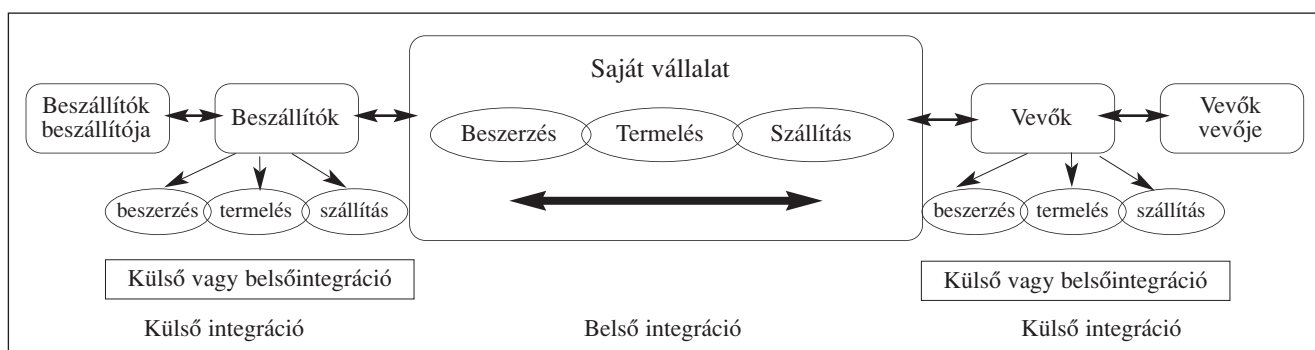 Saját vállalat
Beszállítók
beszállítója
Beszállítók
Beszerzés
Termelés
Szállítás
Vevők
Vevők
vevője
beszerzés
termelés
szállítás
beszerzés
termelés
szállítás
Külső vagy belsőintegráció
Külső vagy belsőintegráció
Külső integráció
Belső integráció
Külső integráció